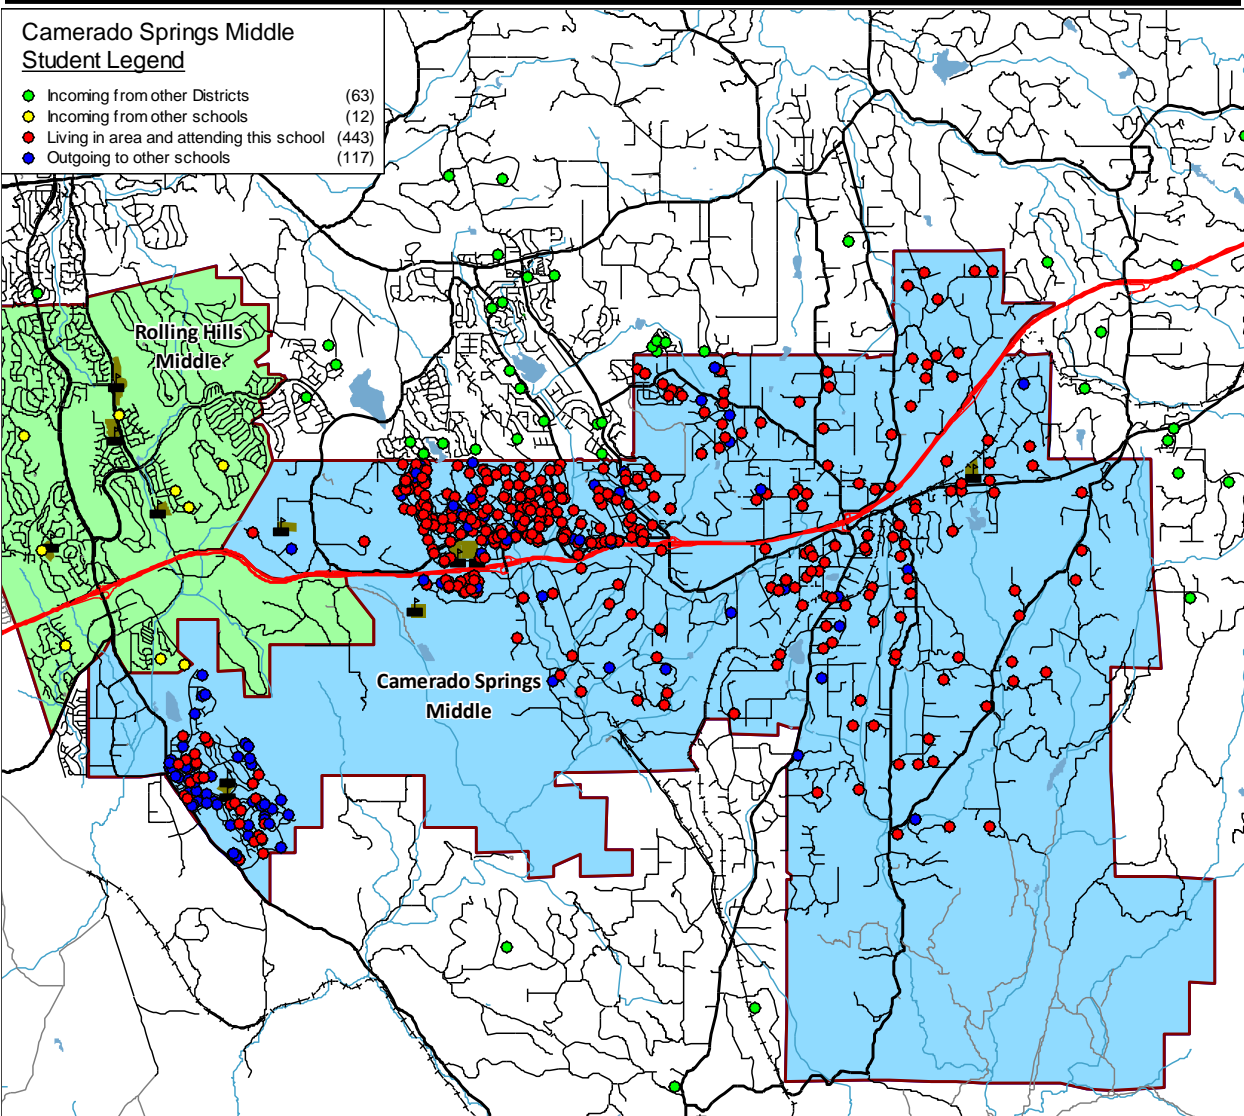 Camerado Springs Middle
Student Legend
Incoming from other Districts (63)
Incoming from other schools (12)
Living in area and attending this school (443)
Outgoing to other schools (117)
Rolling Hills
Middle
Camerado Springs
Middle